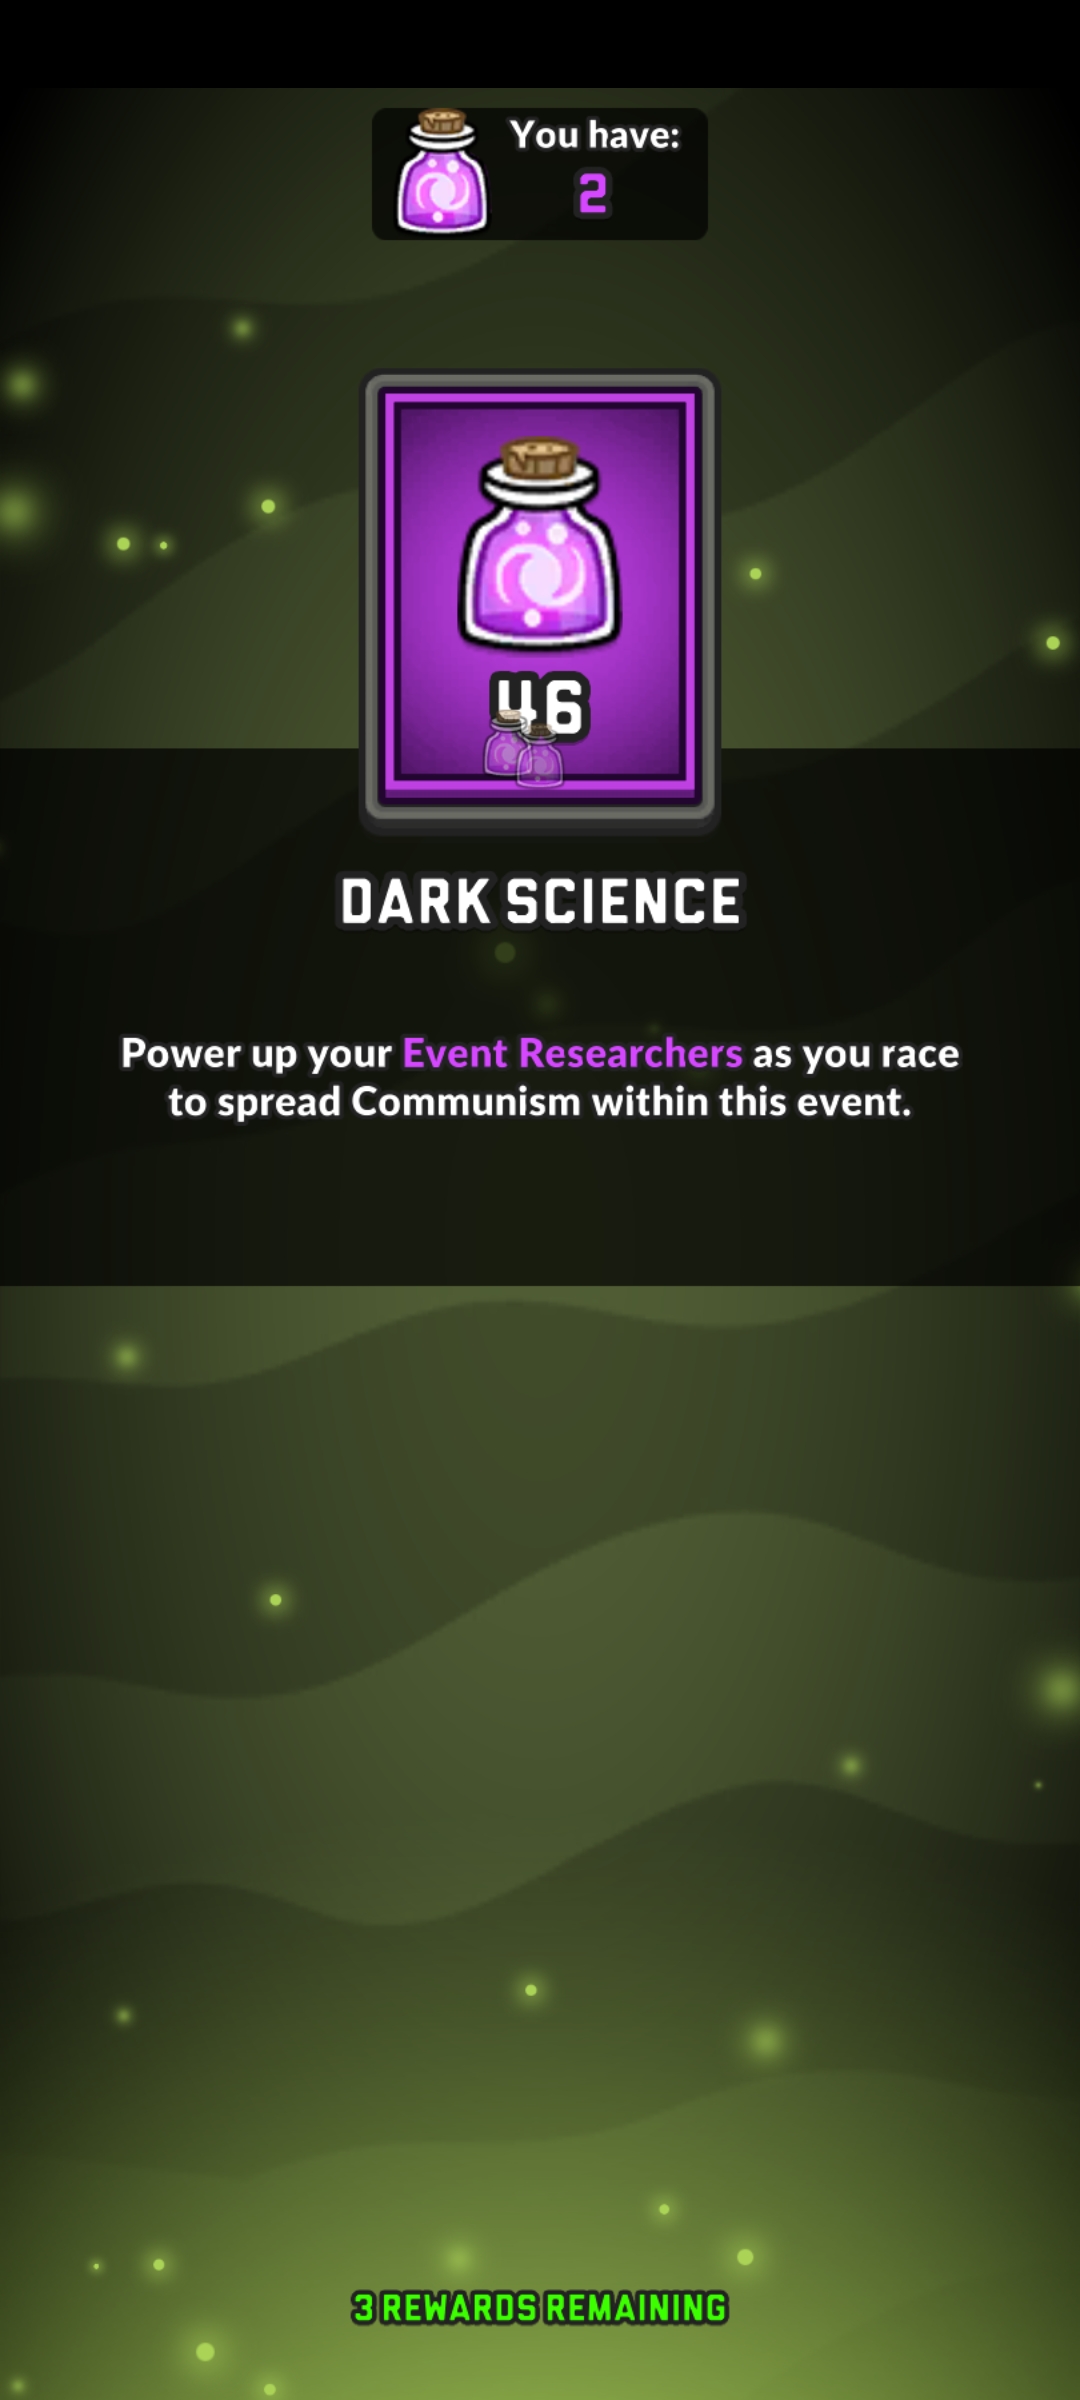 You have:
2
46
DARK SCIENCE
Power up your Event Researchers as you race
to spread Communism within this event.
3 REWARDS REMAINING